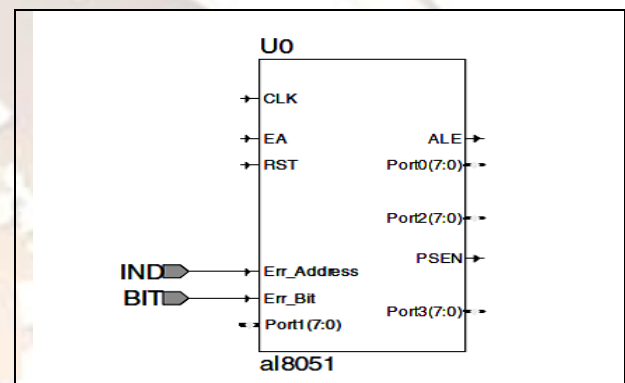 U0
CLK
EA
ALE
RST
Port0(7:0)
Port2(7:0)
PSEN
IND
Err_Address
BIT
Err_Bit
Port3(7:0)
Port1(7:0)
al8051